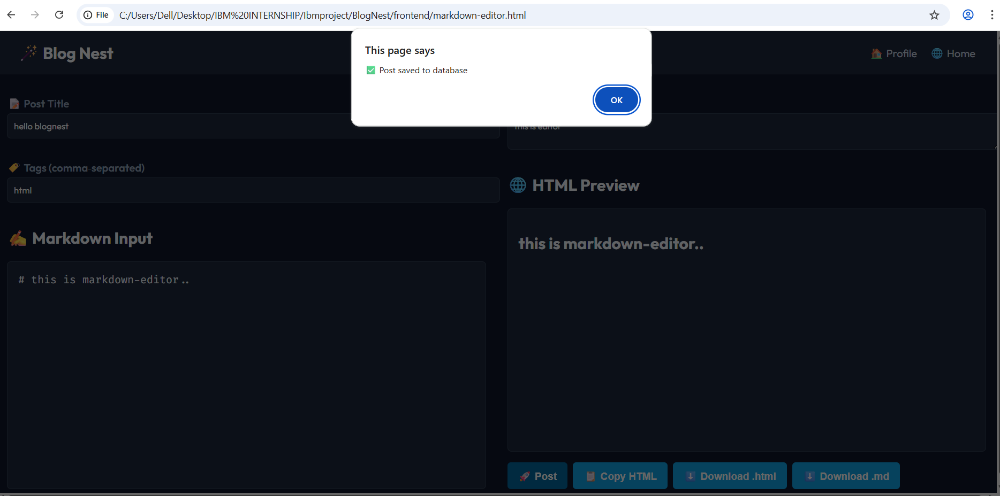 File
C:/Users/Dell/Desktop/IBM%20INTERNSHIP/Ibmproject/BlogNest/frontend/markdown-editor.html
Blog Nest
Profile
Home
This page says
✅ Post saved to database
OK
Post Title
hello blognest
this is editor
Tags (comma-separated)
html
HTML Preview
this is markdown-editor..
Markdown Input
# this is markdown-editor..
Post
Copy HTML
Download .html
Download .md